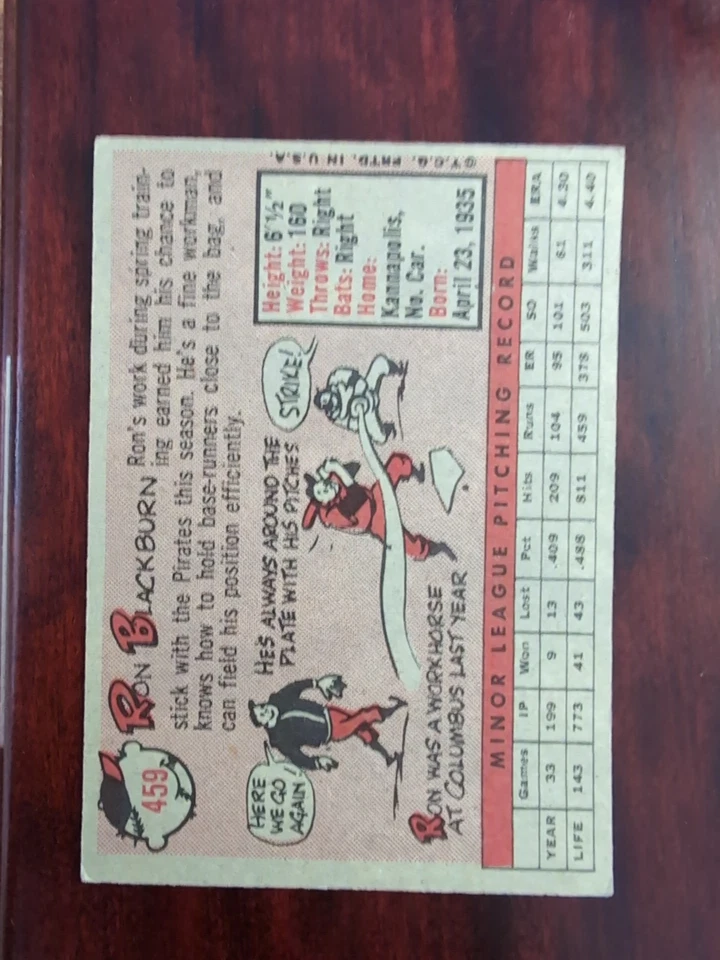 459
RON BLACKBURN Ron's work during spring train-
ing earned him his chance to
stick with the Pirates this season. He's a fine workman,
knows how to hold base-runners close to the bag, and
can field his position efficiently.
HERE
WE GO
AGAIN!
HE'S ALWAYS AROUND THE
PLATE WITH HIS PITCHES
STRIKE!
RON WAS A WORKHORSE
AT COLUMBUS LAST YEAR
Height: 6'½"
Weight: 160
Throws: Right
Bats: Right
Home:
Kannapolis,
No. Car.
Born:
April 23, 1935
MINOR LEAGUE PITCHING RECORD
Games IP Won Lost Pct Hits Runs ER SO Walks ERA
YEAR 33 199 9 13 .409 209 104 95 101 61 4.30
LIFE 143 773 41 43 .488 811 459 378 503 311 4.40